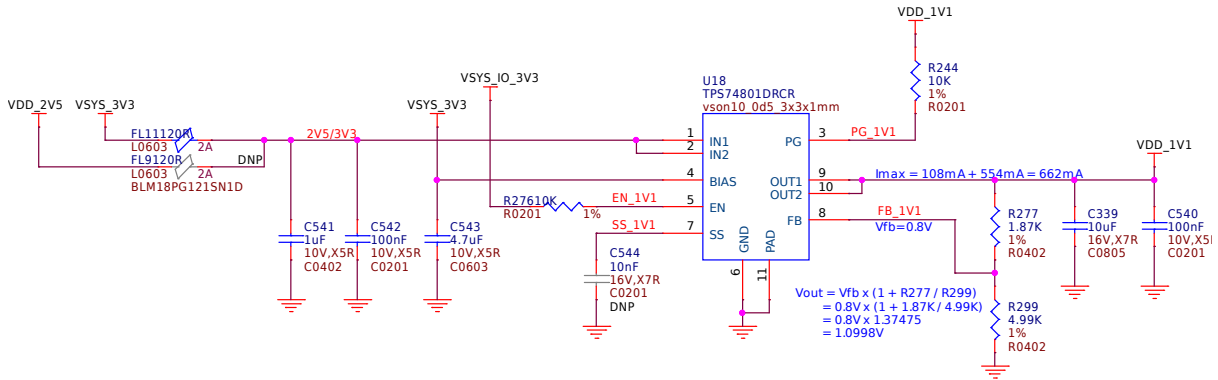 VDD_1V1
R244
10K
1%
R0201
VSYS_IO_3V3
U18
TPS74801DRCR
vson10_0d5_3x3x1mm
VDD_2V5
VSYS_3V3
VSYS_3V3
FL11120R
L0603
2A
FL9120R
DNP
L0603
2A
BLM18PG121SN1D
2V5/3V3
1
IN1
2
IN2
PG
3
PG_1V1
4
BIAS
OUT1
9
OUT2
10
Imax = 108mA + 554mA = 662mA
VDD_1V1
R27610K
R0201
1%
EN_1V1
5
EN
SS_1V1
7
SS
FB
8
FB_1V1
Vfb=0.8V
GND
PAD
6
11
C541
1uF
10V,X5R
C0402
C542
100nF
10V,X5R
C0201
C543
4.7uF
10V,X5R
C0603
C544
10nF
16V,X7R
C0201
DNP
R277
1.87K
1%
R0402
C339
10uF
16V,X7R
C0805
C540
100nF
10V,X5R
C0201
Vout = Vfb x (1 + R277 / R299)
= 0.8V x (1 + 1.87K / 4.99K)
= 0.8V x 1.37475
= 1.0998V
R299
4.99K
1%
R0402